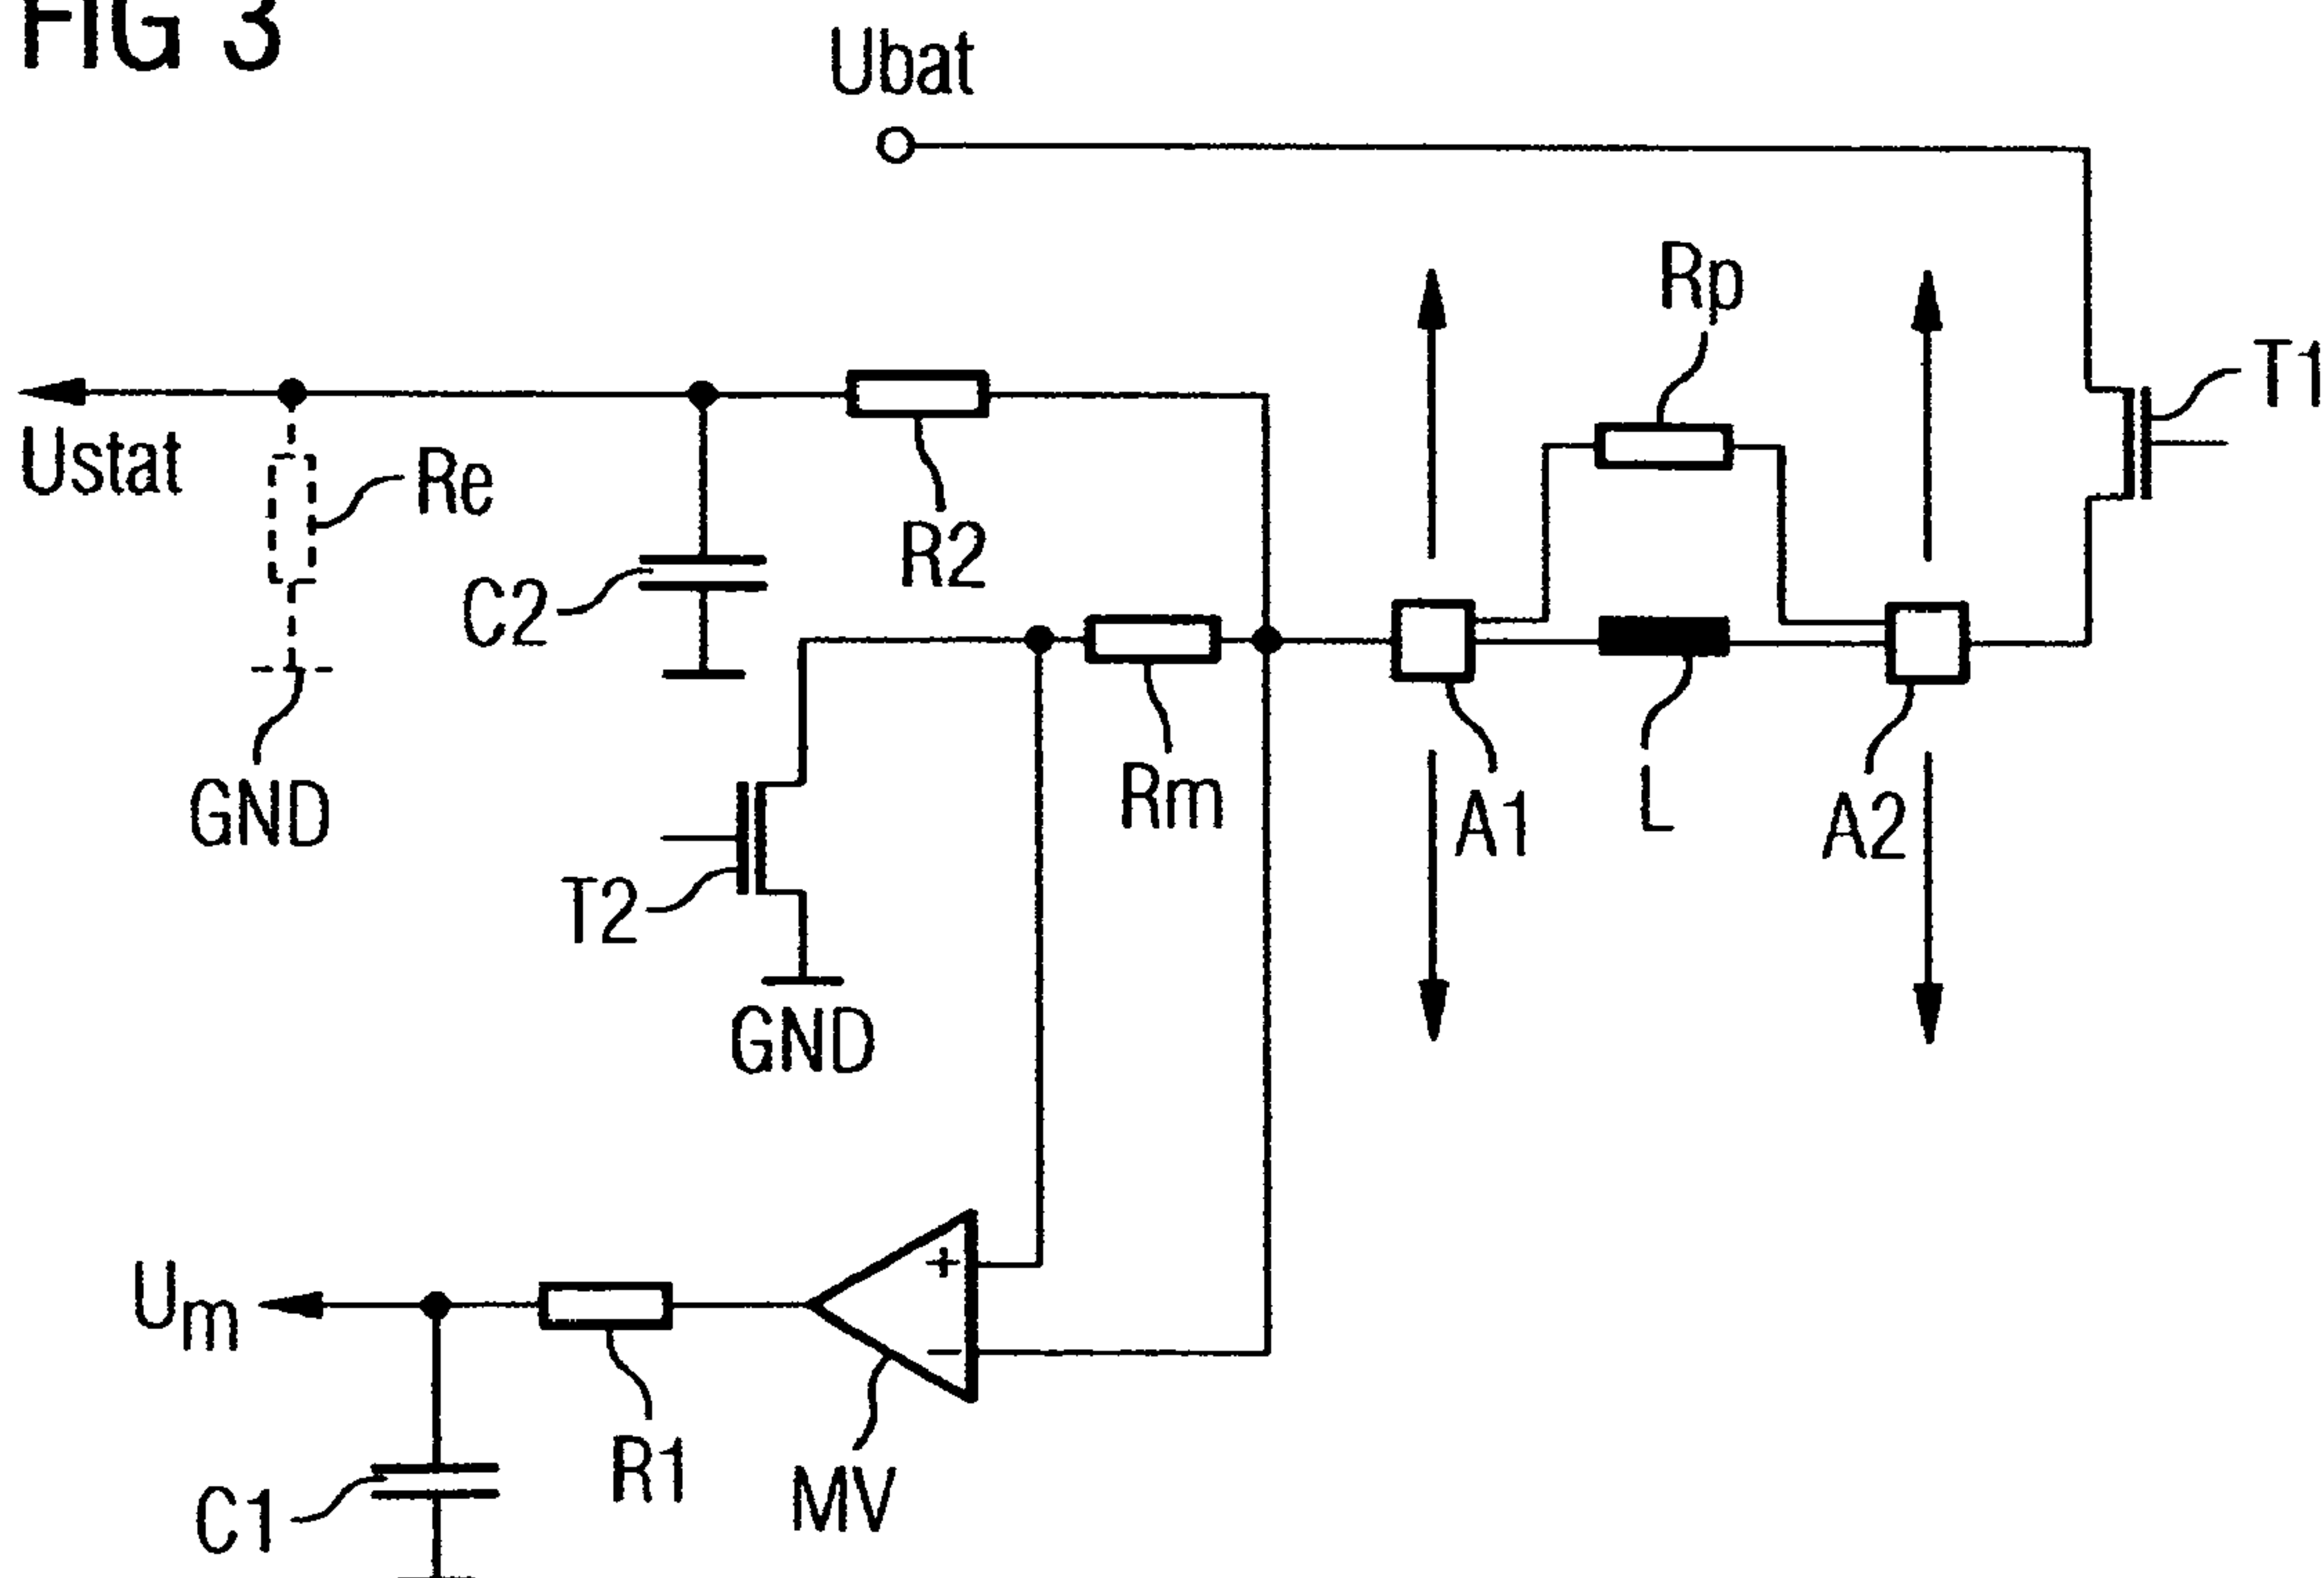 FIG 3
Ubat
Rp
T1
Ustat
Re
R2
C2
GND
Rm
A1
L
A2
T2
GND
+
Um
−
R1
MV
C1